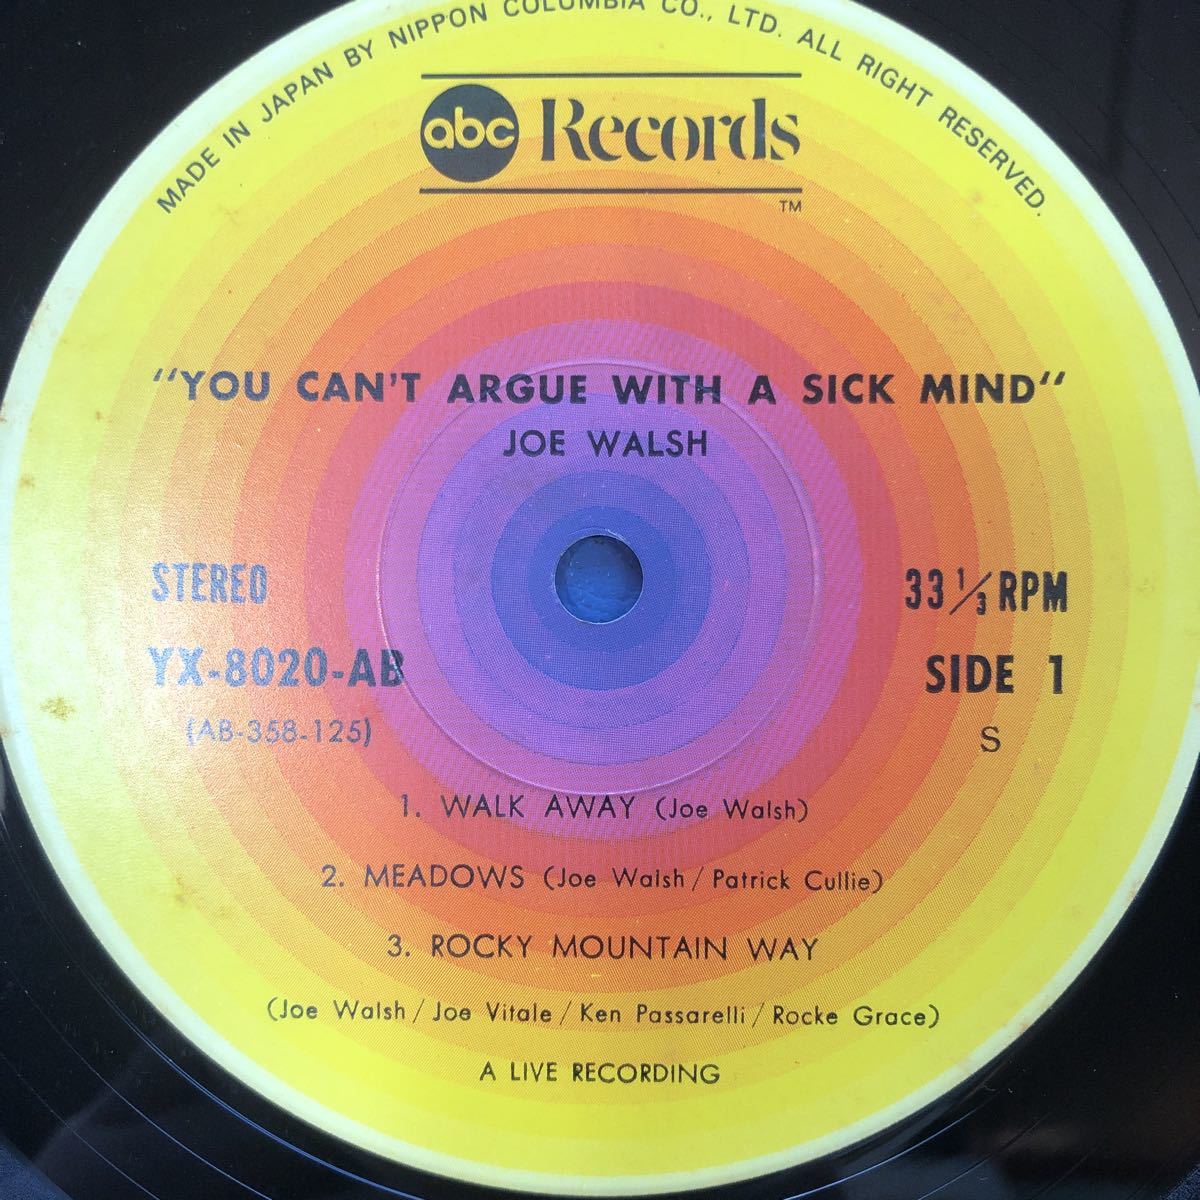 MADE IN JAPAN BY NIPPON COLUMBIA CO., LTD. ALL RIGHT RESERVED.
abc Records
TM
"YOU CAN'T ARGUE WITH A SICK MIND"
JOE WALSH
STEREO
33 1/3 RPM
YX-8020-AB
SIDE 1
(AB-358-125)
S
1. WALK AWAY (Joe Walsh)
2. MEADOWS (Joe Walsh / Patrick Cullie)
3. ROCKY MOUNTAIN WAY
(Joe Walsh / Joe Vitale / Ken Passarelli / Rocke Grace)
A LIVE RECORDING